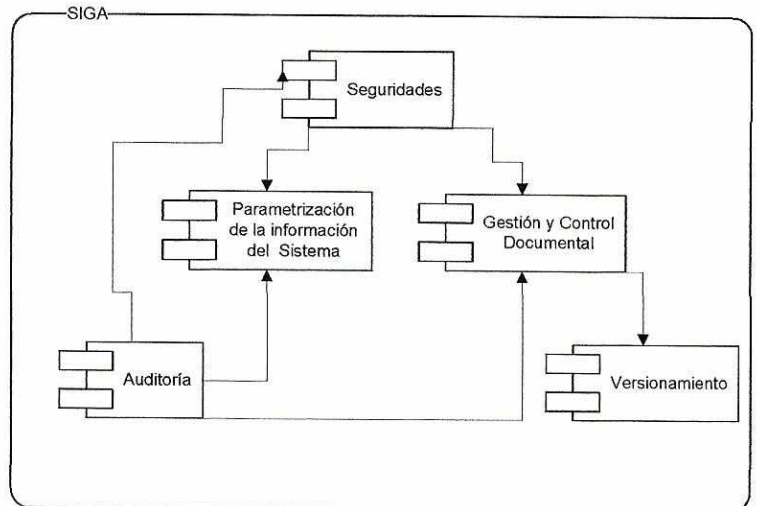 SIGA
Seguridades
Parametrización
de la información
del Sistema
Gestión y Control
Documental
Auditoría
Versionamiento